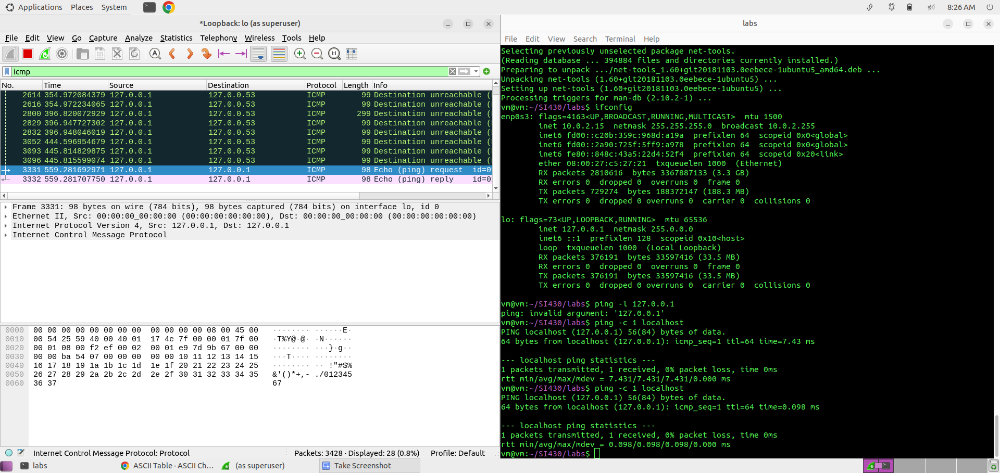 Applications Places System
8:26 AM
*Loopback: lo (as superuser)
File Edit View Go Capture Analyze Statistics Telephony Wireless Tools Help
icmp
No. Time Source Destination Protocol Length Info
2614 354.972084379 127.0.0.1 127.0.0.53 ICMP 99 Destination unreachable (
2616 354.972234065 127.0.0.1 127.0.0.53 ICMP 99 Destination unreachable (
2800 396.820072929 127.0.0.1 127.0.0.53 ICMP 299 Destination unreachable (
2829 396.947727302 127.0.0.1 127.0.0.53 ICMP 99 Destination unreachable (
2832 396.948046019 127.0.0.1 127.0.0.53 ICMP 99 Destination unreachable (
3052 444.596954679 127.0.0.1 127.0.0.53 ICMP 99 Destination unreachable (
3093 445.814829875 127.0.0.1 127.0.0.53 ICMP 99 Destination unreachable (
3096 445.815599074 127.0.0.1 127.0.0.53 ICMP 99 Destination unreachable (
3331 559.281692971 127.0.0.1 127.0.0.1 ICMP 98 Echo (ping) request id=0
3332 559.281707750 127.0.0.1 127.0.0.1 ICMP 98 Echo (ping) reply id=0
Frame 3331: 98 bytes on wire (784 bits), 98 bytes captured (784 bits) on interface lo, id 0
Ethernet II, Src: 00:00:00_00:00:00 (00:00:00:00:00:00), Dst: 00:00:00_00:00:00 (00:00:00:00:00:00)
Internet Protocol Version 4, Src: 127.0.0.1, Dst: 127.0.0.1
Internet Control Message Protocol
0000 00 00 00 00 00 00 00 00 00 00 00 00 08 00 45 00 ········ ······E·
0010 00 54 25 59 40 00 40 01 17 4e 7f 00 00 01 7f 00 ·T%Y@·@· ·N······
0020 00 01 08 00 f2 ef 00 02 00 01 e9 7d 9b 67 00 00 ········ ···}·g··
0030 00 00 ba 54 07 00 00 00 00 00 10 11 12 13 14 15 ···T···· ········
0040 16 17 18 19 1a 1b 1c 1d 1e 1f 20 21 22 23 24 25 ········ ·· !"#$%
0050 26 27 28 29 2a 2b 2c 2d 2e 2f 30 31 32 33 34 35 &'()*+,- ./012345
0060 36 37 67
Internet Control Message Protocol: Protocol
Packets: 3428 · Displayed: 28 (0.8%)
Profile: Default
labs
File Edit View Search Terminal Help
Selecting previously unselected package net-tools.
(Reading database ... 394884 files and directories currently installed.)
Preparing to unpack .../net-tools_1.60+git20181103.0eebece-1ubuntu5_amd64.deb ...
Unpacking net-tools (1.60+git20181103.0eebece-1ubuntu5) ...
Setting up net-tools (1.60+git20181103.0eebece-1ubuntu5) ...
Processing triggers for man-db (2.10.2-1) ...
vm@vm:~/SI430/labs$ ifconfig
enp0s3: flags=4163<UP,BROADCAST,RUNNING,MULTICAST> mtu 1500
inet 10.0.2.15 netmask 255.255.255.0 broadcast 10.0.2.255
inet6 fd00::c20b:359c:968d:a19a prefixlen 64 scopeid 0x0<global>
inet6 fd00::2a90:725f:5ff9:a978 prefixlen 64 scopeid 0x0<global>
inet6 fe80::848c:43a5:22d4:52f4 prefixlen 64 scopeid 0x20<link>
ether 08:00:27:c5:27:21 txqueuelen 1000 (Ethernet)
RX packets 2810616 bytes 3367887133 (3.3 GB)
RX errors 0 dropped 0 overruns 0 frame 0
TX packets 729274 bytes 188372147 (188.3 MB)
TX errors 0 dropped 0 overruns 0 carrier 0 collisions 0
lo: flags=73<UP,LOOPBACK,RUNNING> mtu 65536
inet 127.0.0.1 netmask 255.0.0.0
inet6 ::1 prefixlen 128 scopeid 0x10<host>
loop txqueuelen 1000 (Local Loopback)
RX packets 376191 bytes 33597416 (33.5 MB)
RX errors 0 dropped 0 overruns 0 frame 0
TX packets 376191 bytes 33597416 (33.5 MB)
TX errors 0 dropped 0 overruns 0 carrier 0 collisions 0
vm@vm:~/SI430/labs$ ping -l 127.0.0.1
ping: invalid argument: '127.0.0.1'
vm@vm:~/SI430/labs$ ping -c 1 localhost
PING localhost (127.0.0.1) 56(84) bytes of data.
64 bytes from localhost (127.0.0.1): icmp_seq=1 ttl=64 time=7.43 ms
--- localhost ping statistics ---
1 packets transmitted, 1 received, 0% packet loss, time 0ms
rtt min/avg/max/mdev = 7.431/7.431/7.431/0.000 ms
vm@vm:~/SI430/labs$ ping -c 1 localhost
PING localhost (127.0.0.1) 56(84) bytes of data.
64 bytes from localhost (127.0.0.1): icmp_seq=1 ttl=64 time=0.098 ms
--- localhost ping statistics ---
1 packets transmitted, 1 received, 0% packet loss, time 0ms
rtt min/avg/max/mdev = 0.098/0.098/0.098/0.000 ms
vm@vm:~/SI430/labs$
labs
ASCII Table - ASCII Ch...
(as superuser)
Take Screenshot